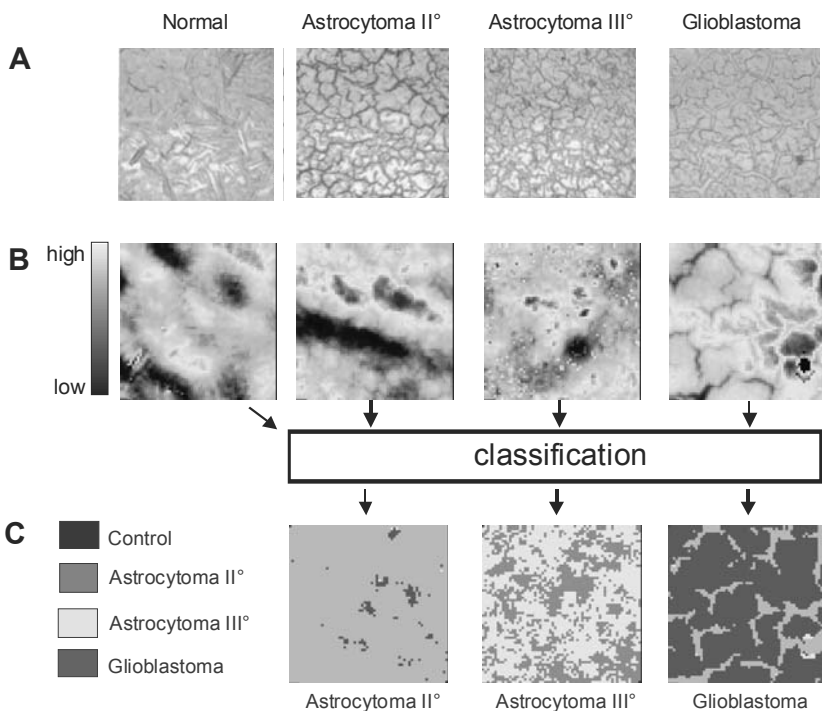 Normal Astrocytoma II° Astrocytoma III° Glioblastoma
A
B
high
low
classification
C
Control
Astrocytoma II°
Astrocytoma III°
Glioblastoma
Astrocytoma II° Astrocytoma III° Glioblastoma